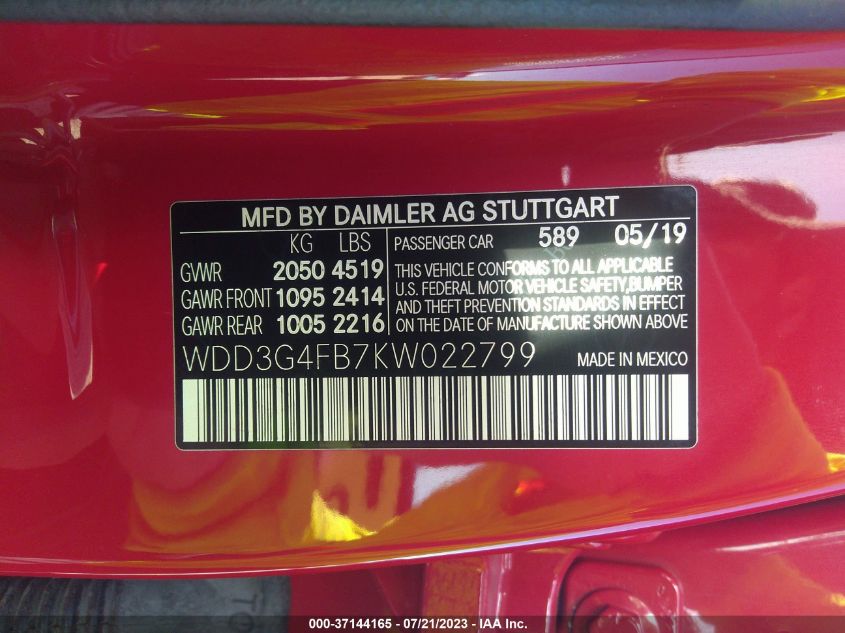 MFD BY DAIMLER AG STUTTGART
KG LBS
GVWR 2050 4519
GAWR FRONT 1095 2414
GAWR REAR 1005 2216
PASSENGER CAR 589 05/19
THIS VEHICLE CONFORMS TO ALL APPLICABLE
U.S. FEDERAL MOTOR VEHICLE SAFETY,BUMPER
AND THEFT PREVENTION STANDARDS IN EFFECT
ON THE DATE OF MANUFACTURE SHOWN ABOVE
WDD3G4FB7KW022799 MADE IN MEXICO
000-37144165 - 07/21/2023 - IAA Inc.